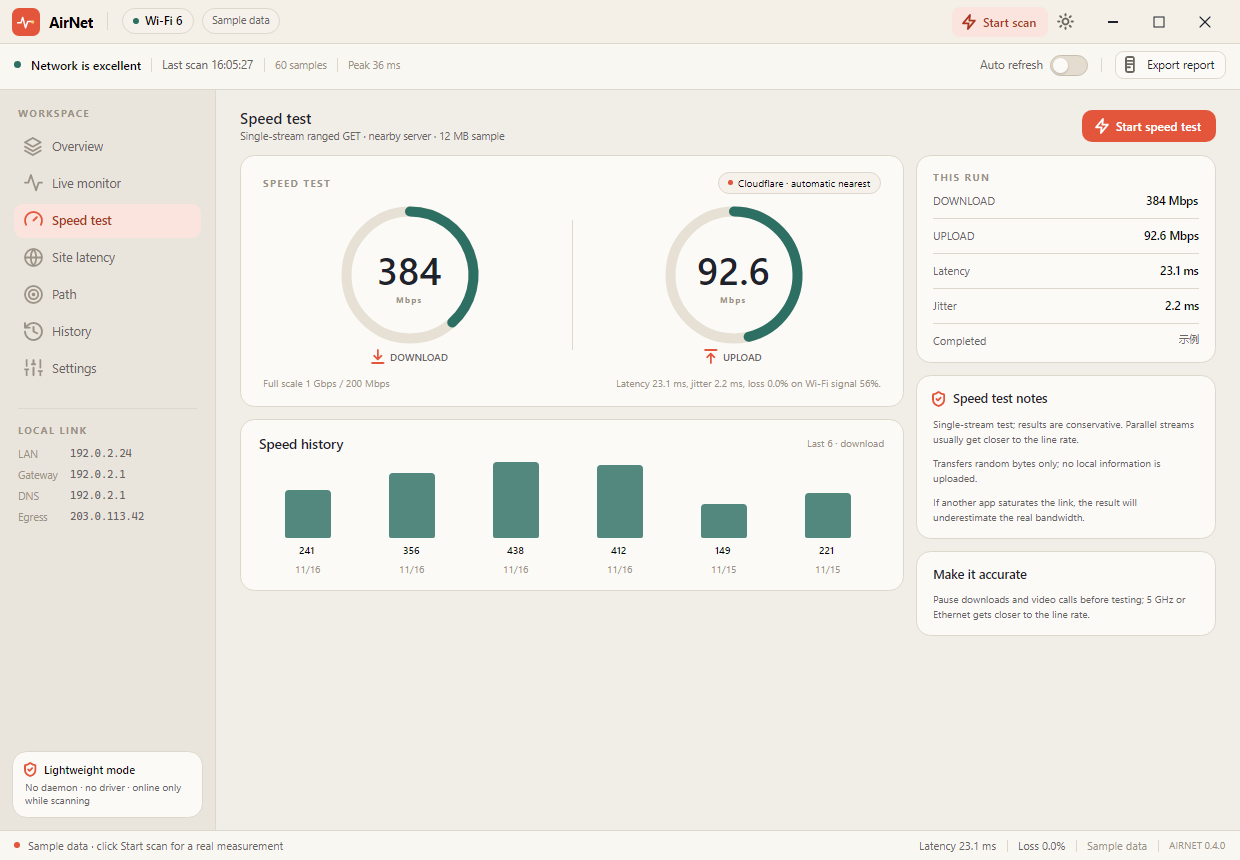 AirNet
Wi-Fi 6
Sample data
Start scan
Network is excellent
Last scan 16:05:27
60 samples
Peak 36 ms
Auto refresh
Export report
WORKSPACE
Overview
Live monitor
Speed test
Site latency
Path
History
Settings
LOCAL LINK
LAN 192.0.2.24
Gateway 192.0.2.1
DNS 192.0.2.1
Egress 203.0.113.42
Lightweight mode
No daemon · no driver · online only
while scanning
Speed test
Single-stream ranged GET · nearby server · 12 MB sample
Start speed test
SPEED TEST
Cloudflare · automatic nearest
384
Mbps
DOWNLOAD
92.6
Mbps
UPLOAD
Full scale 1 Gbps / 200 Mbps
Latency 23.1 ms, jitter 2.2 ms, loss 0.0% on Wi-Fi signal 56%.
Speed history
Last 6 · download
241 356 438 412 149 221
11/16 11/16 11/16 11/16 11/15 11/15
THIS RUN
DOWNLOAD 384 Mbps
UPLOAD 92.6 Mbps
Latency 23.1 ms
Jitter 2.2 ms
Completed 示例
Speed test notes
Single-stream test; results are conservative. Parallel streams
usually get closer to the line rate.
Transfers random bytes only; no local information is
uploaded.
If another app saturates the link, the result will
underestimate the real bandwidth.
Make it accurate
Pause downloads and video calls before testing; 5 GHz or
Ethernet gets closer to the line rate.
Sample data · click Start scan for a real measurement
Latency 23.1 ms
Loss 0.0%
Sample data
AIRNET 0.4.0